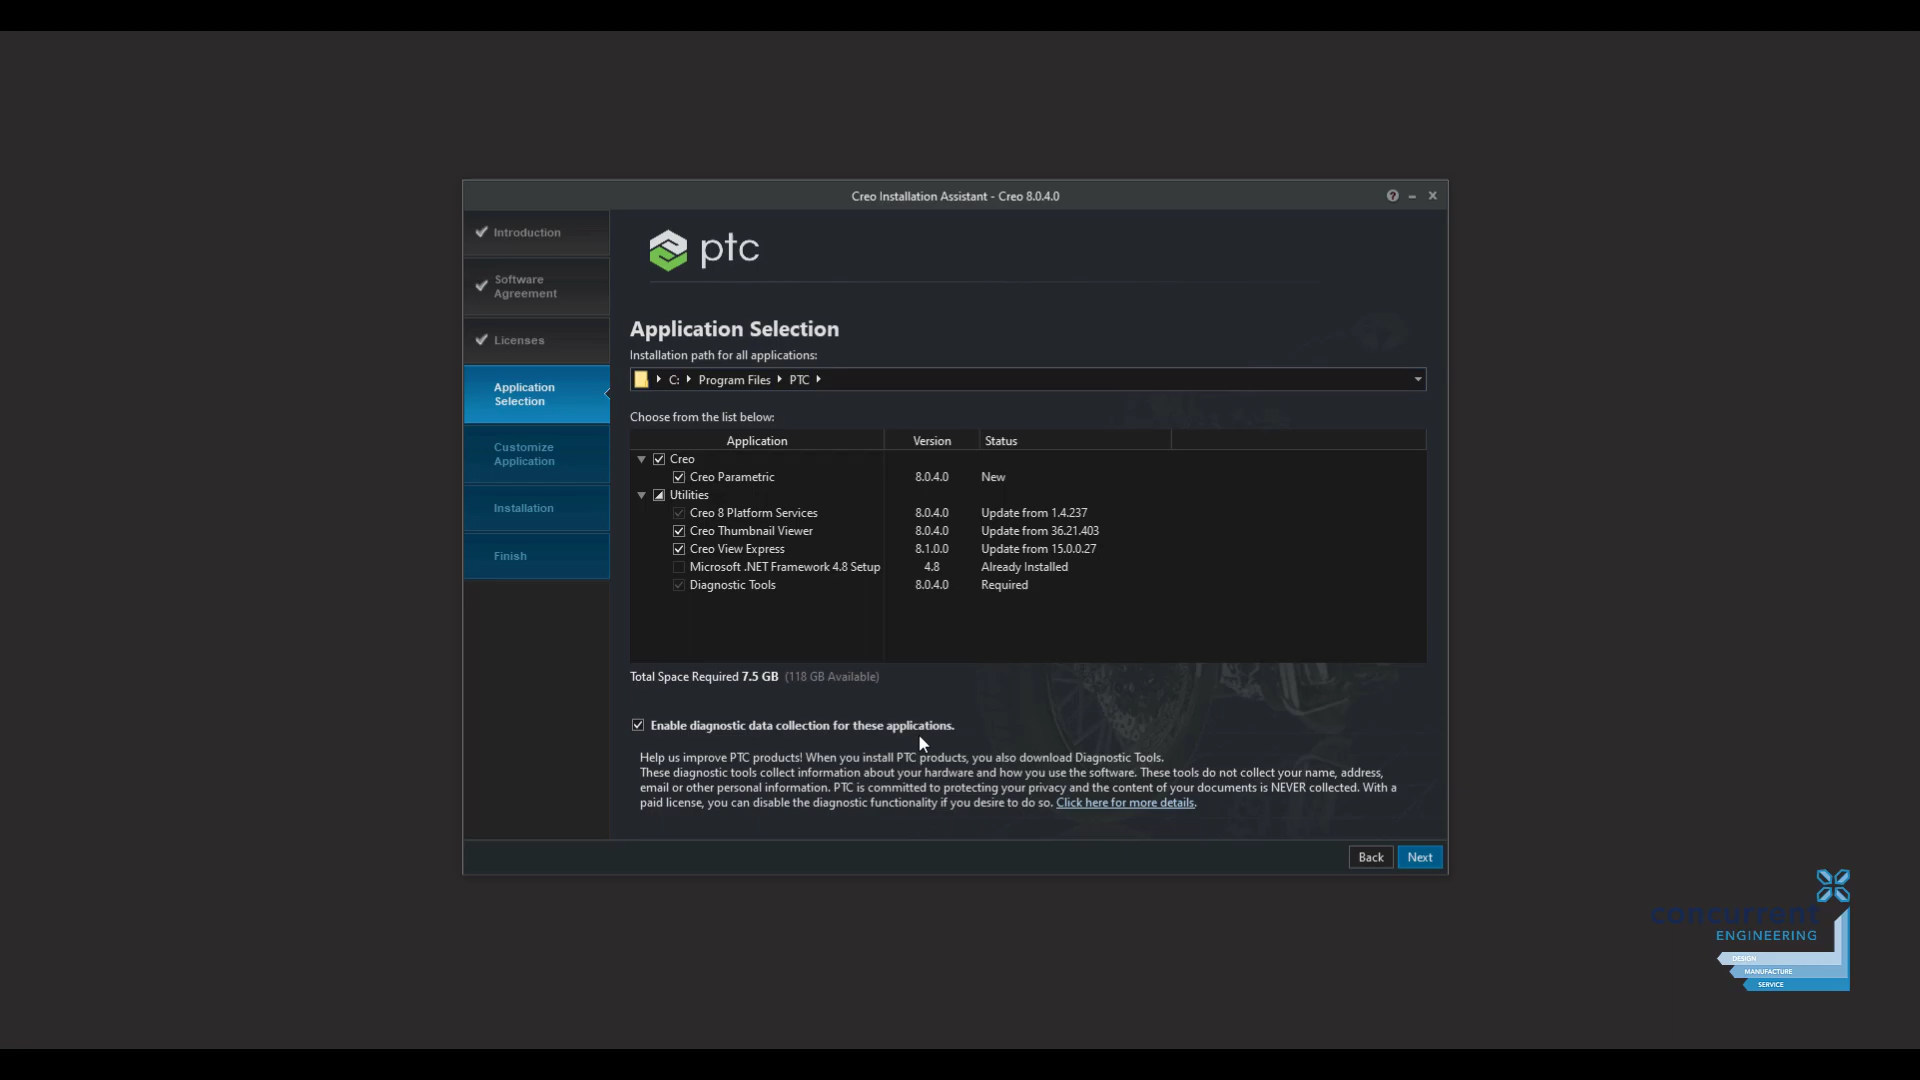 Creo Installation Assistant - Creo 8.0.4.0
Introduction
Software
Agreement
Licenses
Application
Selection
Customize
Application
Installation
Finish
ptc
Application Selection
Installation path for all applications:
C: Program Files PTC
Choose from the list below:
Application Version Status
Creo
Creo Parametric 8.0.4.0 New
Utilities
Creo 8 Platform Services 8.0.4.0 Update from 1.4.237
Creo Thumbnail Viewer 8.0.4.0 Update from 36.21.403
Creo View Express 8.1.0.0 Update from 15.0.0.27
Microsoft .NET Framework 4.8 Setup 4.8 Already Installed
Diagnostic Tools 8.0.4.0 Required
Total Space Required 7.5 GB (118 GB Available)
Enable diagnostic data collection for these applications.
Help us improve PTC products! When you install PTC products, you also download Diagnostic Tools.
These diagnostic tools collect information about your hardware and how you use the software. These tools do not collect your name, address,
email or other personal information. PTC is committed to protecting your privacy and the content of your documents is NEVER collected. With a
paid license, you can disable the diagnostic functionality if you desire to do so. Click here for more details.
Back Next
concurrent
ENGINEERING
DESIGN
MANUFACTURE
SERVICE